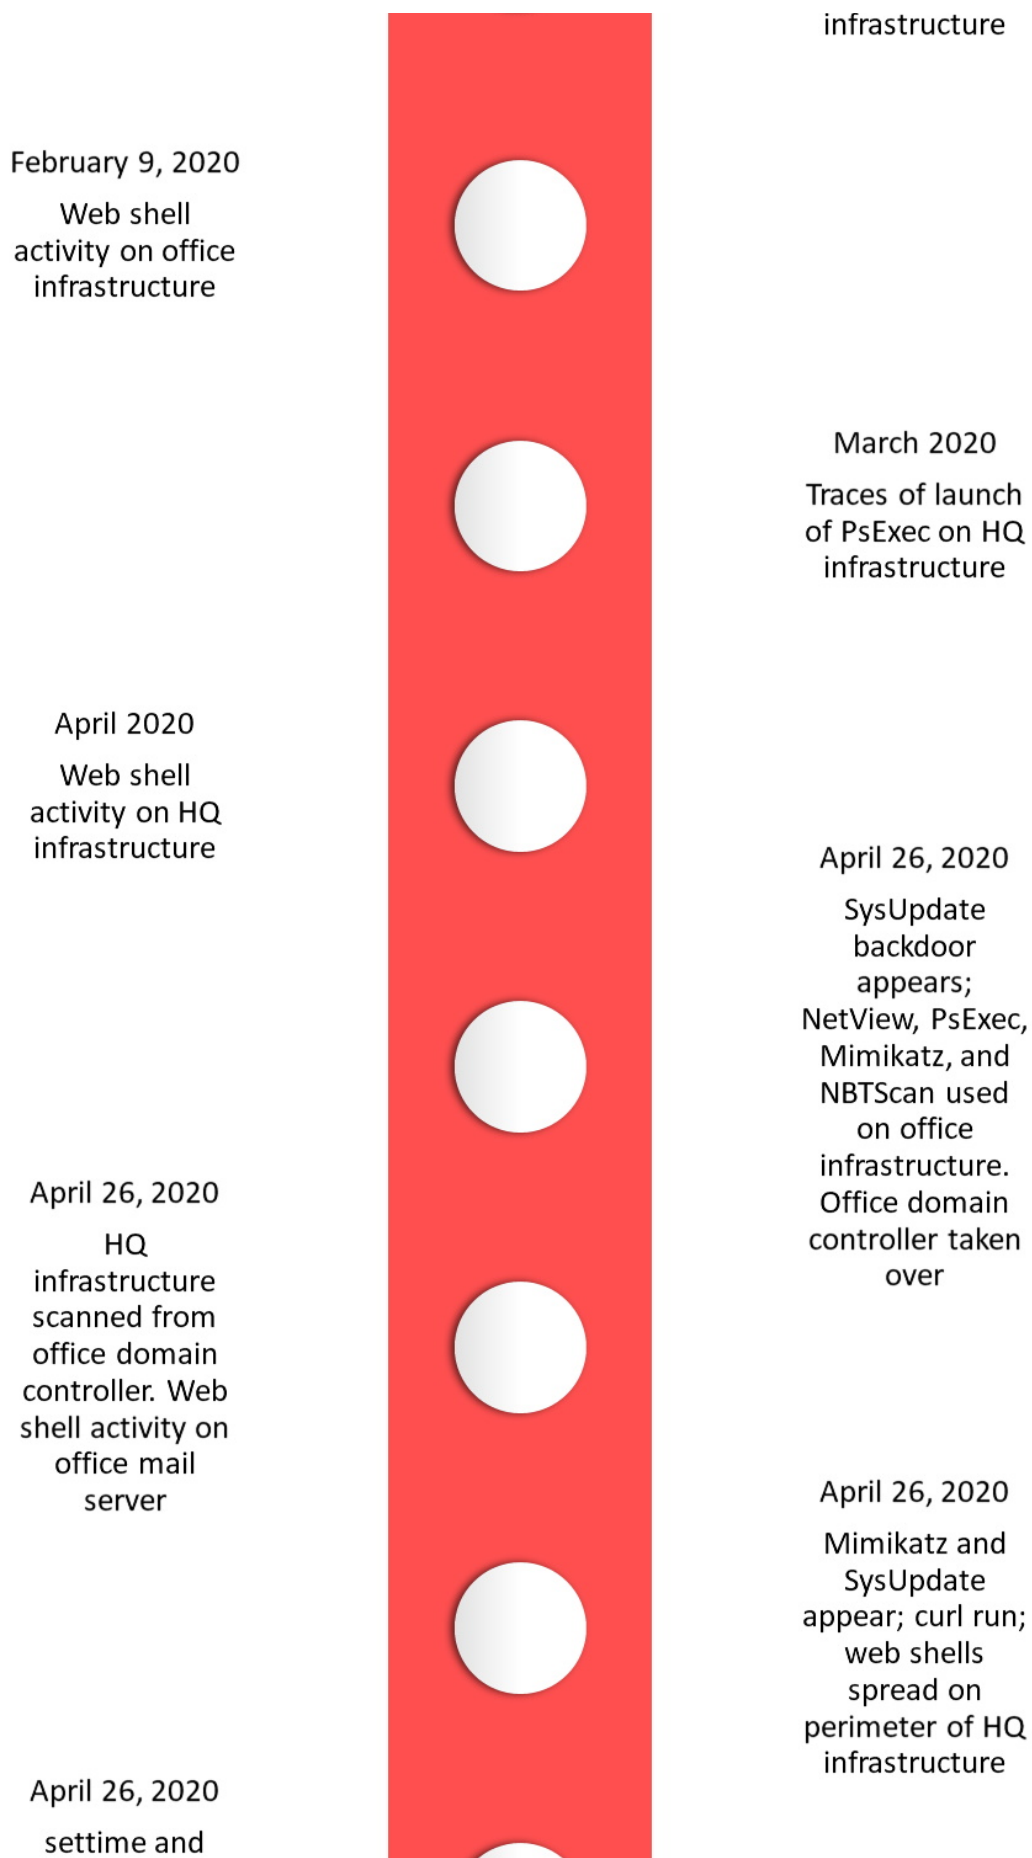 infrastructure
February 9, 2020
Web shell
activity on office
infrastructure
March 2020
Traces of launch
of PsExec on HQ
infrastructure
April 2020
Web shell
activity on HQ
infrastructure
April 26, 2020
SysUpdate
backdoor
appears;
NetView, PsExec,
Mimikatz, and
NBTScan used
on office
infrastructure.
Office domain
controller taken
over
April 26, 2020
HQ
infrastructure
scanned from
office domain
controller. Web
shell activity on
office mail
server
April 26, 2020
Mimikatz and
SysUpdate
appear; curl run;
web shells
spread on
perimeter of HQ
infrastructure
April 26, 2020
settime and